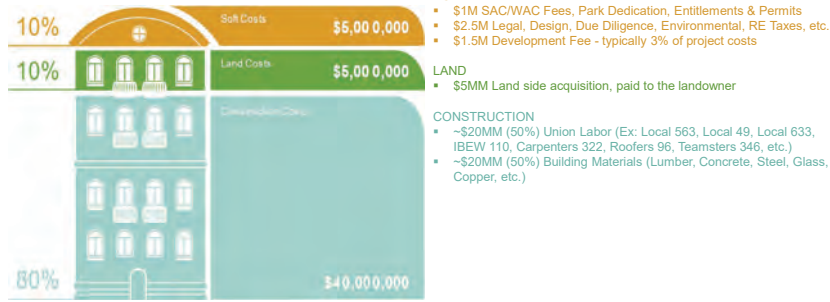 10%
Soft Costs
$5,000,000
▪ $1M SAC/WAC Fees, Park Dedication, Entitlements & Permits
▪ $2.5M Legal, Design, Due Diligence, Environmental, RE Taxes, etc.
▪ $1.5M Development Fee - typically 3% of project costs
10%
Land Costs
$5,000,000
LAND
▪ $5MM Land side acquisition, paid to the landowner
Construction Costs
80%
$40,000,000
CONSTRUCTION
▪ ~$20MM (50%) Union Labor (Ex: Local 563, Local 49, Local 633,
IBEW 110, Carpenters 322, Roofers 96, Teamsters 346, etc.)
▪ ~$20MM (50%) Building Materials (Lumber, Concrete, Steel, Glass,
Copper, etc.)